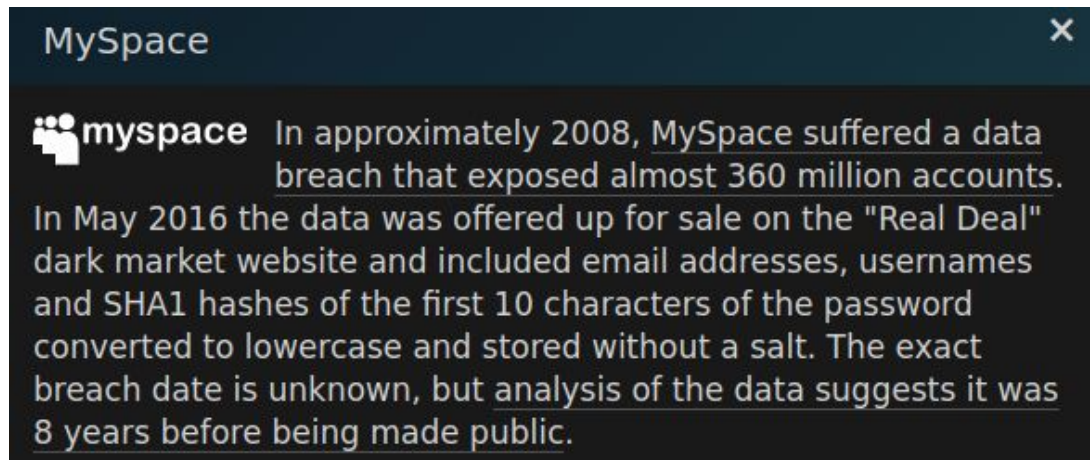 MySpace ×
myspace In approximately 2008, MySpace suffered a data
breach that exposed almost 360 million accounts.
In May 2016 the data was offered up for sale on the "Real Deal"
dark market website and included email addresses, usernames
and SHA1 hashes of the first 10 characters of the password
converted to lowercase and stored without a salt. The exact
breach date is unknown, but analysis of the data suggests it was
8 years before being made public.